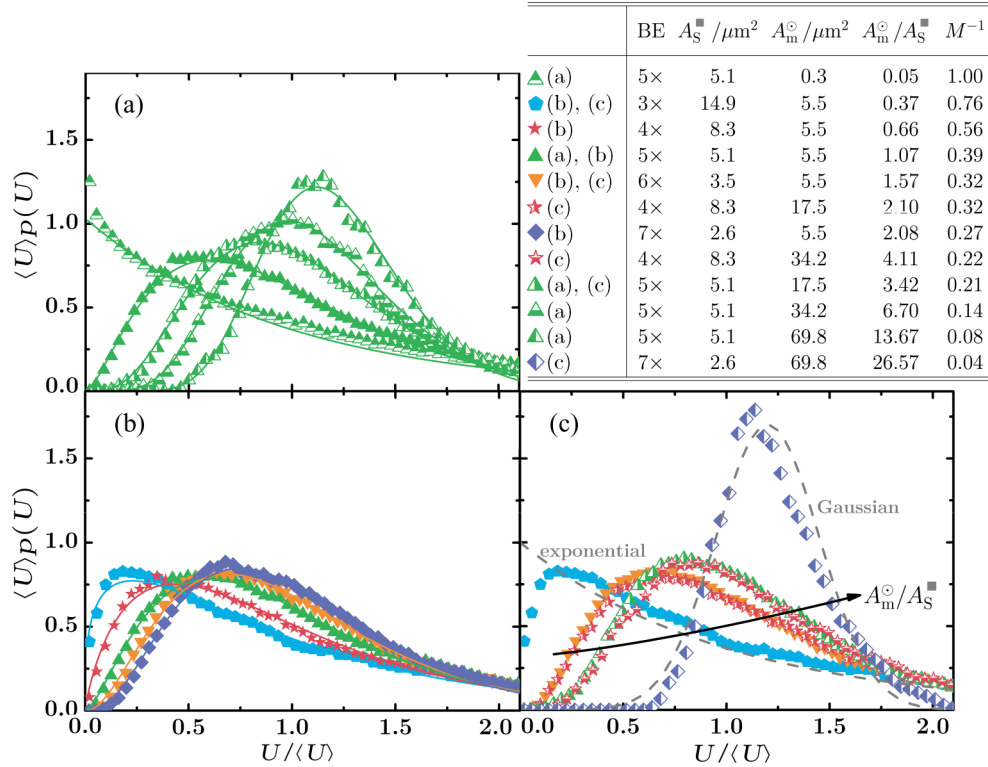 BE A_S^■ /μm² A_m^⊙ /μm² A_m^⊙/A_S^■ M⁻¹
(a) 5× 5.1 0.3 0.05 1.00
(b), (c) 3× 14.9 5.5 0.37 0.76
(b) 4× 8.3 5.5 0.66 0.56
(a), (b) 5× 5.1 5.5 1.07 0.39
(b), (c) 6× 3.5 5.5 1.57 0.32
(c) 4× 8.3 17.5 2.10 0.32
(b) 7× 2.6 5.5 2.08 0.27
(c) 4× 8.3 34.2 4.11 0.22
(a), (c) 5× 5.1 17.5 3.42 0.21
(a) 5× 5.1 34.2 6.70 0.14
(a) 5× 5.1 69.8 13.67 0.08
(c) 7× 2.6 69.8 26.57 0.04
(a)
⟨U⟩p(U)
1.5
1.0
0.5
0.0
(b)
⟨U⟩p(U)
1.5
1.0
0.5
0.0
0.0 0.5 1.0 1.5 2.0
U/⟨U⟩
(c)
Gaussian
exponential
A_m^⊙/A_S^■
0.0 0.5 1.0 1.5 2.0
U/⟨U⟩